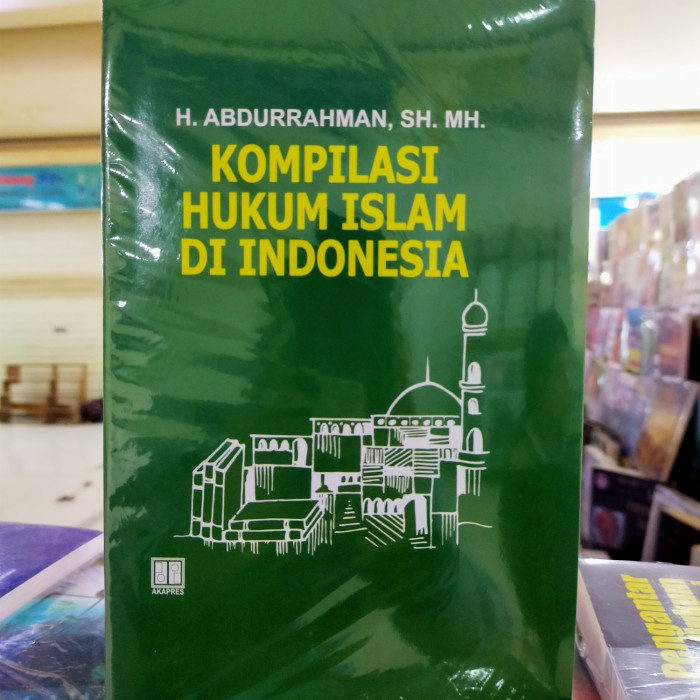 H. ABDURRAHMAN, SH. MH.
KOMPILASI
HUKUM ISLAM
DI INDONESIA
AKAPRES
pengantar